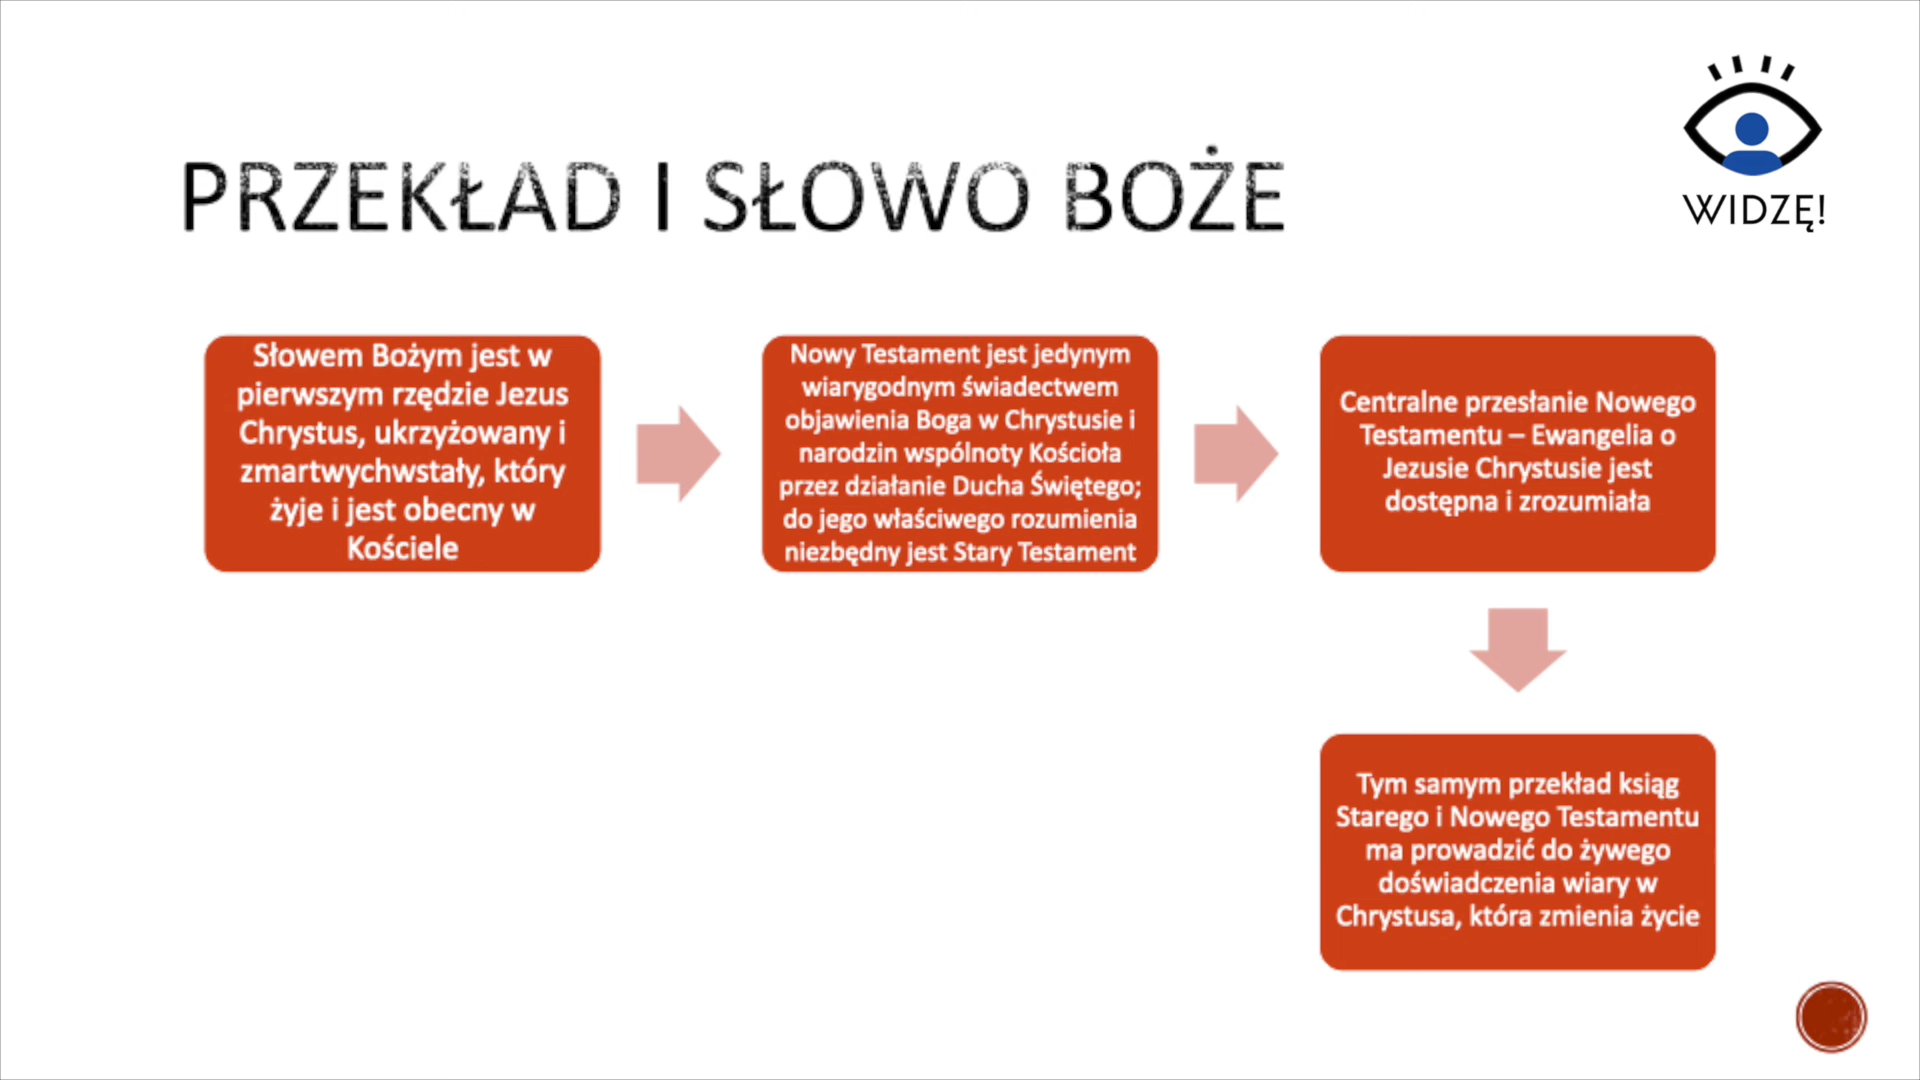 PRZEKŁAD I SŁOWO BOŻE
WIDZĘ!
Słowem Bożym jest w
pierwszym rzędzie Jezus
Chrystus, ukrzyżowany i
zmartwychwstały, który
żyje i jest obecny w
Kościele
Nowy Testament jest jedynym
wiarygodnym świadectwem
objawienia Boga w Chrystusie i
narodzin wspólnoty Kościoła
przez działanie Ducha Świętego;
do jego właściwego rozumienia
niezbędny jest Stary Testament
Centralne przesłanie Nowego
Testamentu – Ewangelia o
Jezusie Chrystusie jest
dostępna i zrozumiała
Tym samym przekład ksiąg
Starego i Nowego Testamentu
ma prowadzić do żywego
doświadczenia wiary w
Chrystusa, która zmienia życie